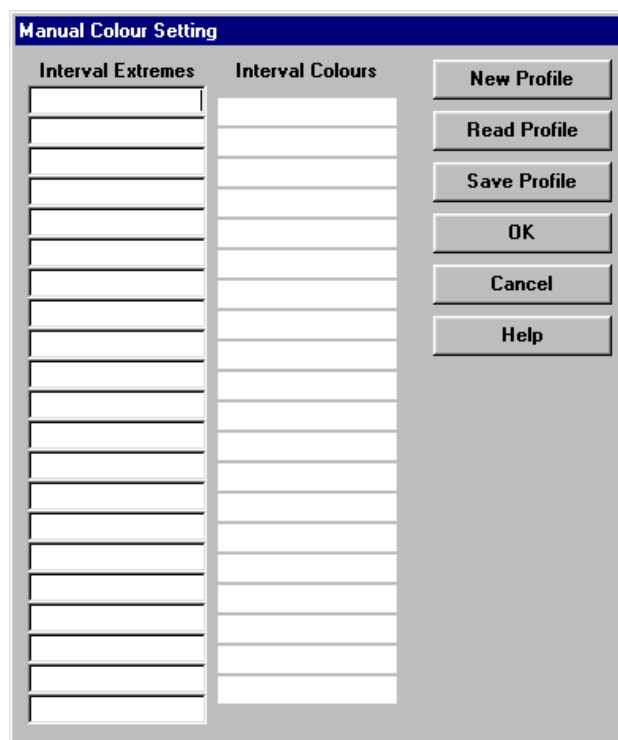 Manual Colour Setting
Interval Extremes
Interval Colours
New Profile
Read Profile
Save Profile
OK
Cancel
Help